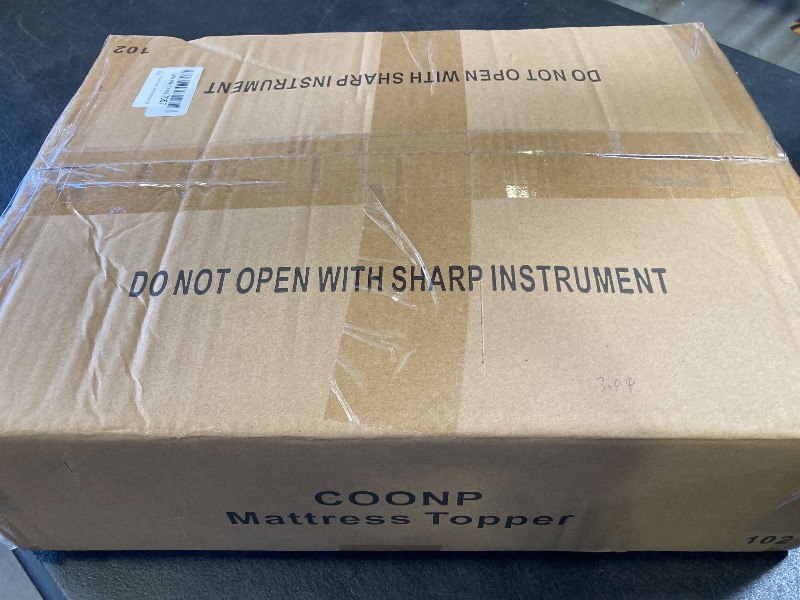 102
DO NOT OPEN WITH SHARP INSTRUMENT
DO NOT OPEN WITH SHARP INSTRUMENT
COONP
Mattress Topper
102